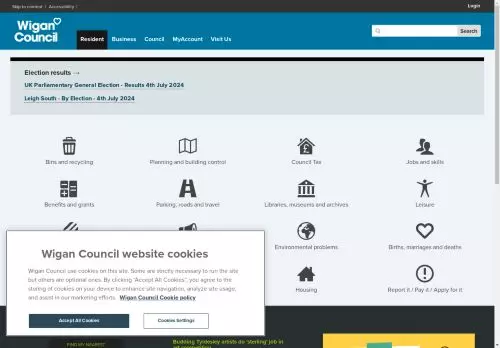 Skip to content | Accessibility |
Login
Wigan
Council
Resident
Business
Council
MyAccount
Visit Us
Search
Election results →
UK Parliamentary General Election - Results 4th July 2024
Leigh South - By Election - 4th July 2024
Bins and recycling
Planning and building control
Council Tax
Jobs and skills
Benefits and grants
Parking, roads and travel
Libraries, museums and archives
Leisure
Environmental problems
Births, marriages and deaths
Housing
Report it / Pay it / Apply for it
Wigan Council website cookies
Wigan Council use cookies on this site. Some are strictly necessary to run the site
but others are optional ones. By clicking "Accept All Cookies", you agree to the
storing of cookies on your device to enhance site navigation, analyze site usage,
and assist in our marketing efforts. Wigan Council Cookie policy
Accept All Cookies
Cookies Settings
FIND MY NEAREST
Budding Tyldesley artists do 'sterling' job in